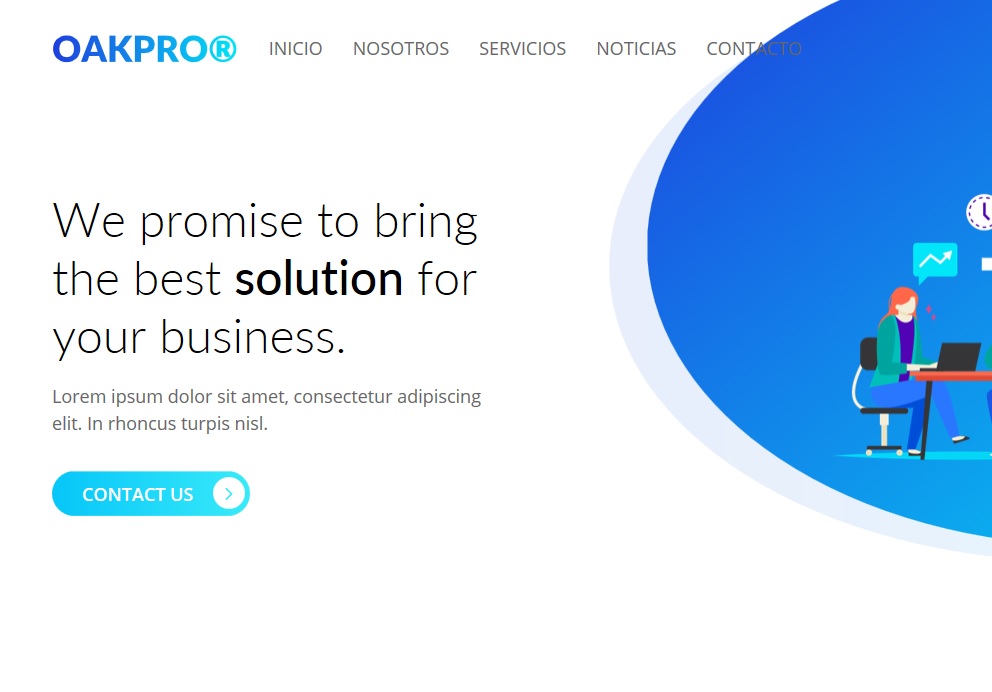 OAKPRO® INICIO NOSOTROS SERVICIOS NOTICIAS CONTACTO
We promise to bring
the best solution for
your business.
Lorem ipsum dolor sit amet, consectetur adipiscing
elit. In rhoncus turpis nisl.
CONTACT US